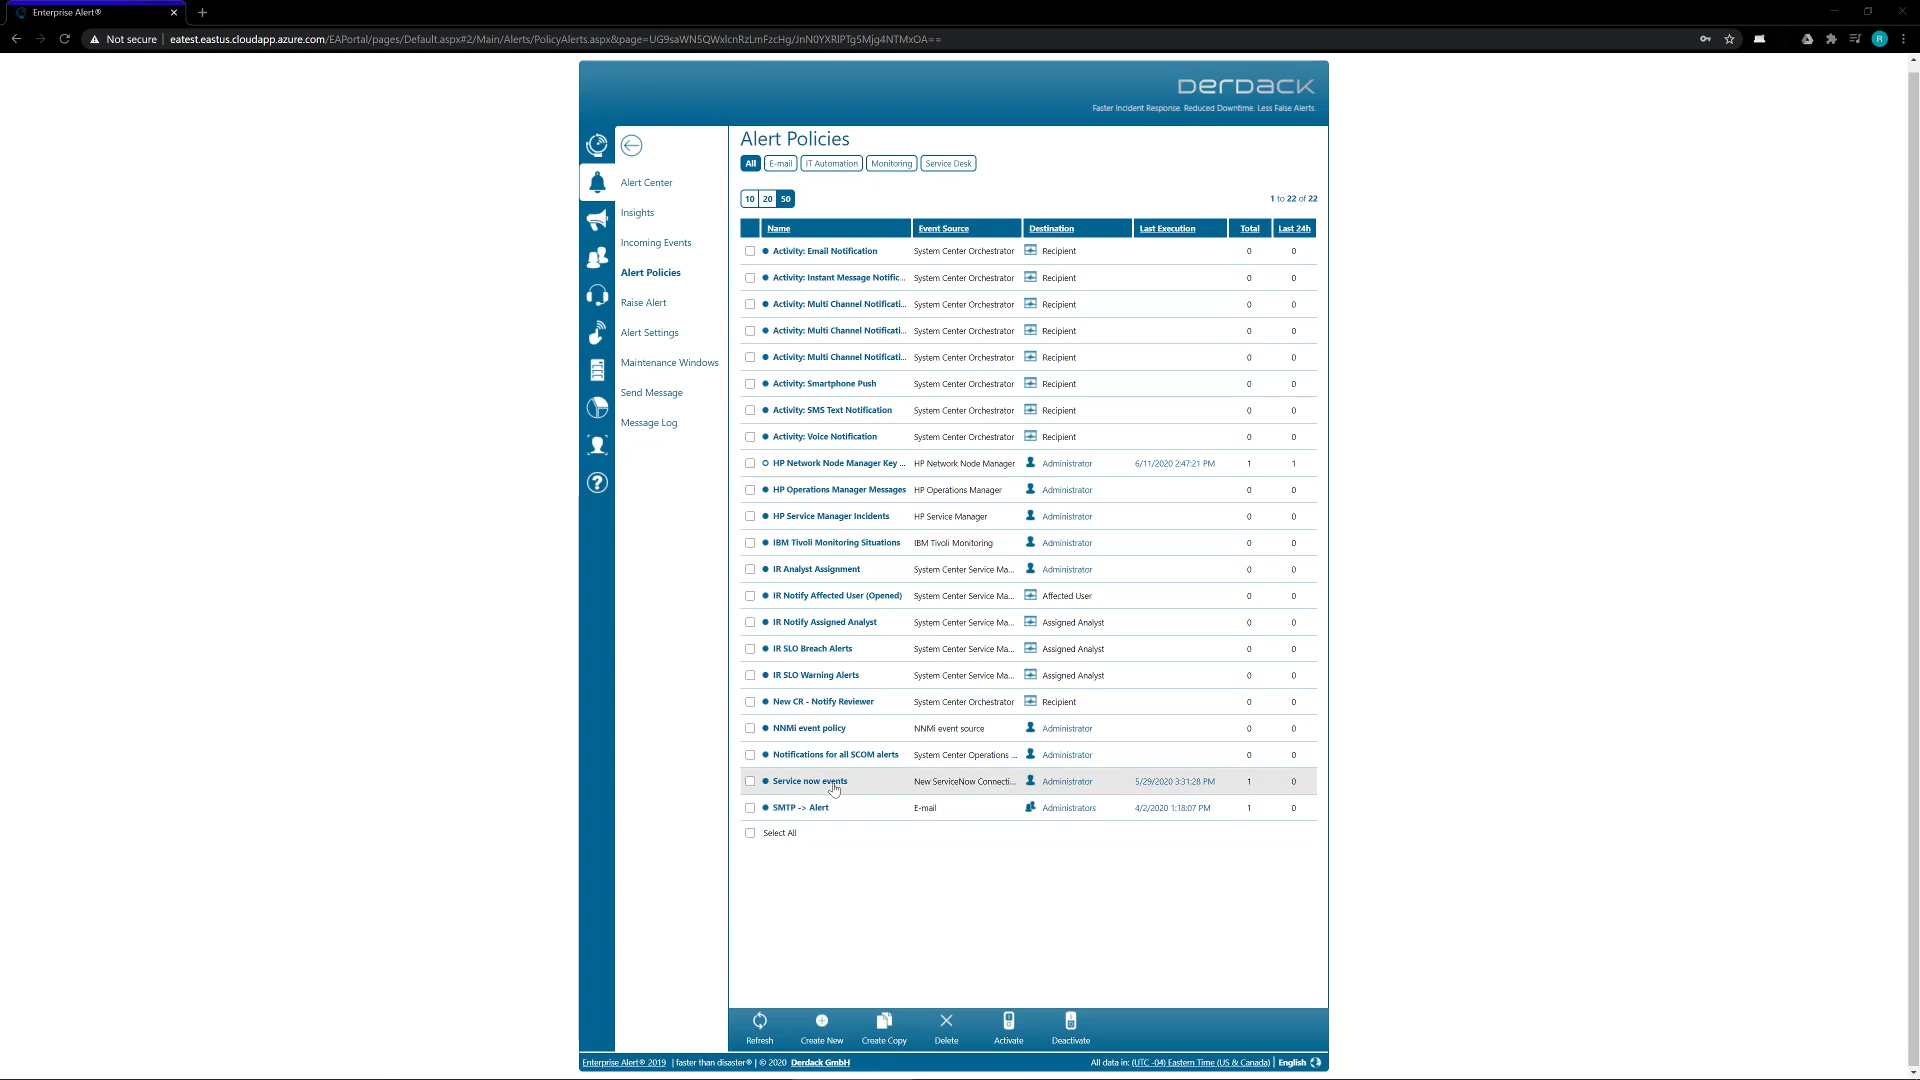 Enterprise Alert®
Not secure | eatest.eastus.cloudapp.azure.com/EAPortal/pages/Default.aspx#2/Main/Alerts/PolicyAlerts.aspx&page=
R
DERDACK
Faster Incident Response. Reduced Downtime. Less False Alerts.
Alert Center
Insights
Incoming Events
Alert Policies
Raise Alert
Alert Settings
Maintenance Windows
Send Message
Message Log
Alert Policies
All E-mail IT Automation Monitoring Service Desk
10 20 50 1 to 22 of 22
Name Event Source Destination Last Execution Total Last 24h
Activity: Email Notification System Center Orchestrator Recipient 0 0
Activity: Instant Message Notific... System Center Orchestrator Recipient 0 0
Activity: Multi Channel Notificati... System Center Orchestrator Recipient 0 0
Activity: Multi Channel Notificati... System Center Orchestrator Recipient 0 0
Activity: Multi Channel Notificati... System Center Orchestrator Recipient 0 0
Activity: Smartphone Push System Center Orchestrator Recipient 0 0
Activity: SMS Text Notification System Center Orchestrator Recipient 0 0
Activity: Voice Notification System Center Orchestrator Recipient 0 0
HP Network Node Manager Key ... HP Network Node Manager Administrator 6/11/2020 2:47:21 PM 1 1
HP Operations Manager Messages HP Operations Manager Administrator 0 0
HP Service Manager Incidents HP Service Manager Administrator 0 0
IBM Tivoli Monitoring Situations IBM Tivoli Monitoring Administrator 0 0
IR Analyst Assignment System Center Service Ma... Administrator 0 0
IR Notify Affected User (Opened) System Center Service Ma... Affected User 0 0
IR Notify Assigned Analyst System Center Service Ma... Assigned Analyst 0 0
IR SLO Breach Alerts System Center Service Ma... Assigned Analyst 0 0
IR SLO Warning Alerts System Center Service Ma... Assigned Analyst 0 0
New CR - Notify Reviewer System Center Orchestrator Recipient 0 0
NNMi event policy NNMi event source Administrator 0 0
Notifications for all SCOM alerts System Center Operations ... Administrator 0 0
Service now events New ServiceNow Connecti... Administrator 5/29/2020 3:31:28 PM 1 0
SMTP -> Alert E-mail Administrators 4/2/2020 1:18:07 PM 1 0
Select All
Refresh Create New Create Copy Delete Activate Deactivate
Enterprise Alert® 2019 | faster than disaster® | © 2020 Derdack GmbH All data in: (UTC -04) Eastern Time (US & Canada) | English